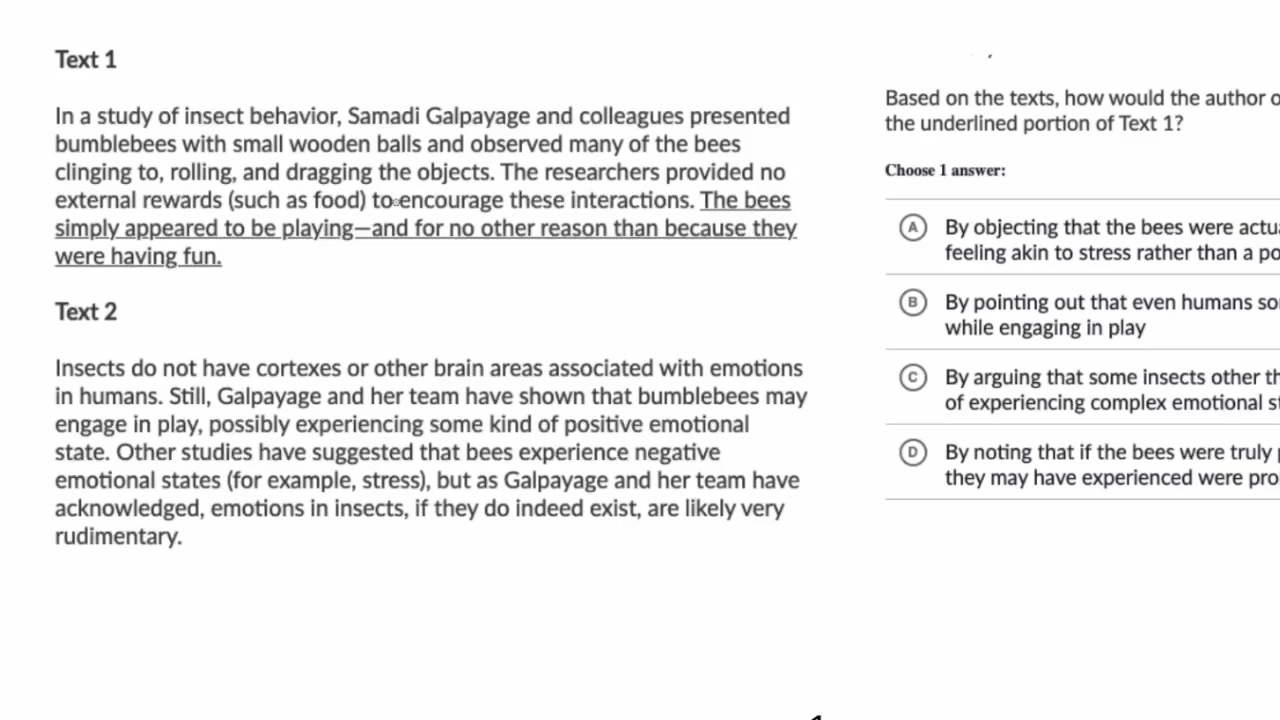 Text 1
In a study of insect behavior, Samadi Galpayage and colleagues presented
bumblebees with small wooden balls and observed many of the bees
clinging to, rolling, and dragging the objects. The researchers provided no
external rewards (such as food) to encourage these interactions. The bees
simply appeared to be playing—and for no other reason than because they
were having fun.
Text 2
Insects do not have cortexes or other brain areas associated with emotions
in humans. Still, Galpayage and her team have shown that bumblebees may
engage in play, possibly experiencing some kind of positive emotional
state. Other studies have suggested that bees experience negative
emotional states (for example, stress), but as Galpayage and her team have
acknowledged, emotions in insects, if they do indeed exist, are likely very
rudimentary.
Based on the texts, how would the author
the underlined portion of Text 1?
Choose 1 answer:
A By objecting that the bees were
feeling akin to stress rather than a
B By pointing out that even humans
while engaging in play
C By arguing that some insects other
of experiencing complex emotional
D By noting that if the bees were truly
they may have experienced were